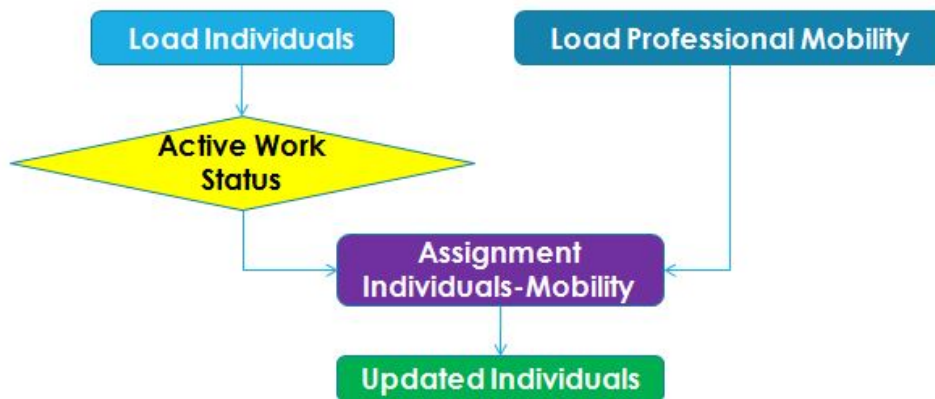 Load Individuals
Load Professional Mobility
Active Work
Status
Assignment
Individuals-Mobility
Updated Individuals